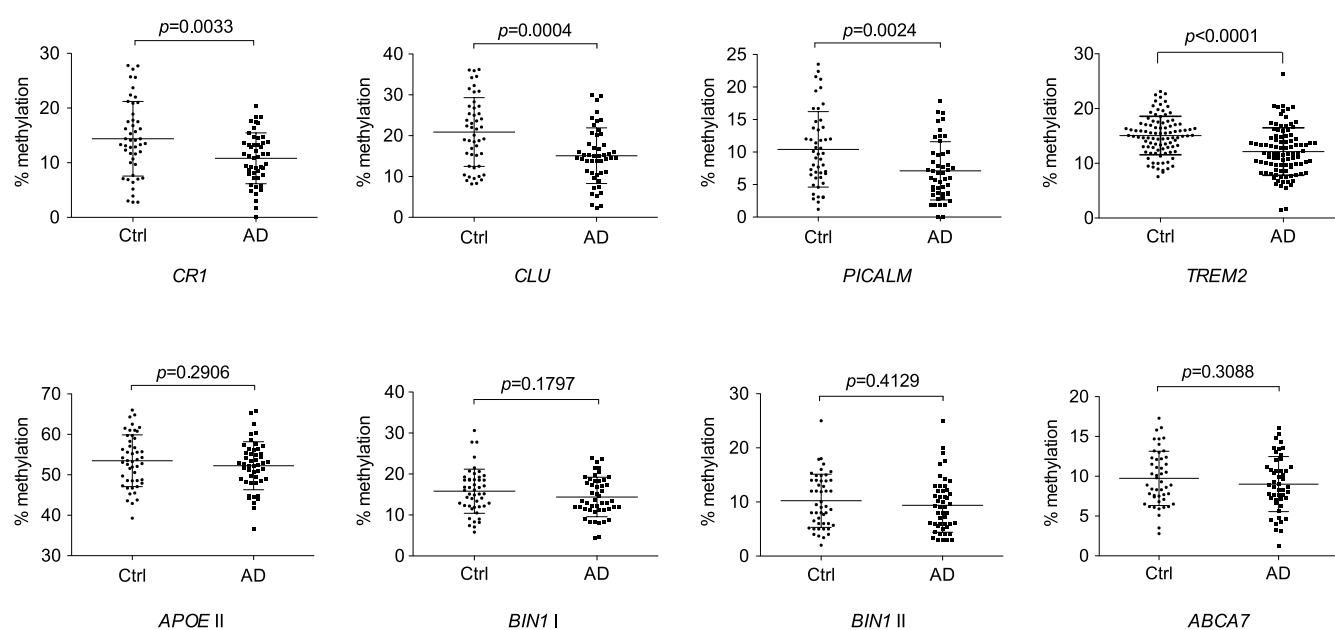 p=0.0033
% methylation
30
20
10
0
Ctrl
AD
CR1
p=0.0004
% methylation
40
30
20
10
0
Ctrl
AD
CLU
p=0.0024
% methylation
25
20
15
10
5
0
Ctrl
AD
PICALM
p<0.0001
% methylation
30
20
10
0
Ctrl
AD
TREM2
p=0.2906
% methylation
70
60
50
40
30
Ctrl
AD
APOE II
p=0.1797
% methylation
40
30
20
10
0
Ctrl
AD
BIN1 I
p=0.4129
% methylation
30
20
10
0
Ctrl
AD
BIN1 II
p=0.3088
% methylation
20
15
10
5
0
Ctrl
AD
ABCA7